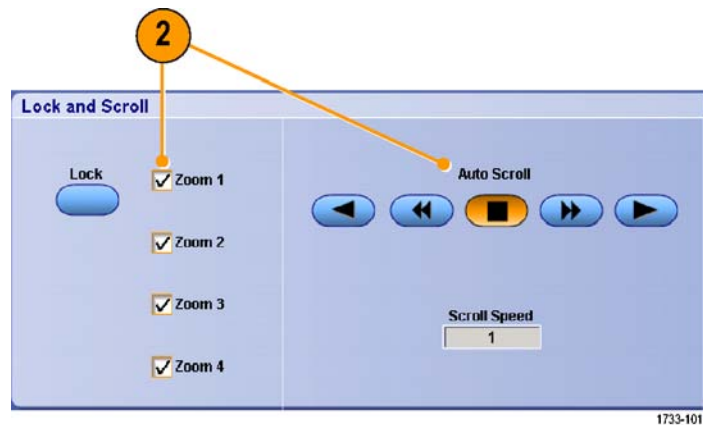 2
Lock and Scroll
Lock
Zoom 1
Auto Scroll
Zoom 2
Zoom 3
Scroll Speed
1
Zoom 4
1733-101